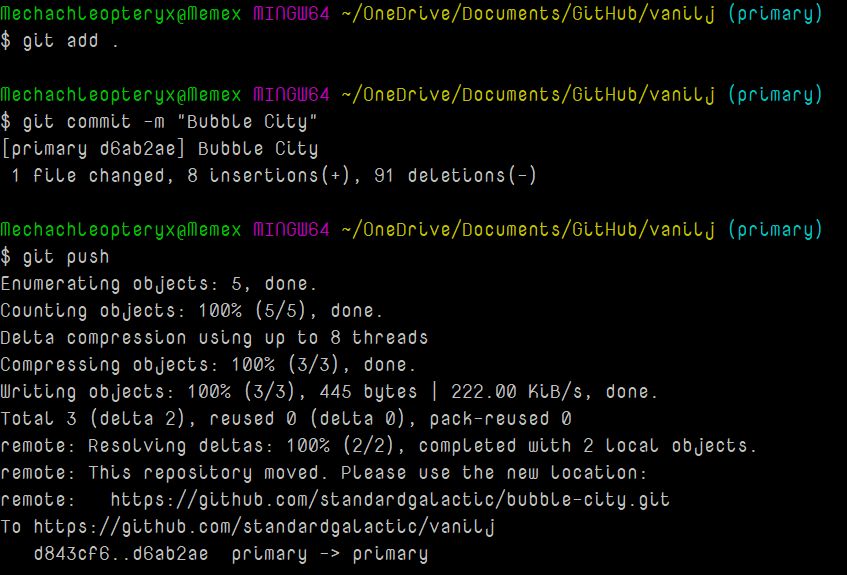 Mechachleopteryx@Memex MINGW64 ~/OneDrive/Documents/GitHub/vanilj (primary)
$ git add .
Mechachleopteryx@Memex MINGW64 ~/OneDrive/Documents/GitHub/vanilj (primary)
$ git commit -m "Bubble City"
[primary d6ab2ae] Bubble City
 1 file changed, 8 insertions(+), 91 deletions(-)
Mechachleopteryx@Memex MINGW64 ~/OneDrive/Documents/GitHub/vanilj (primary)
$ git push
Enumerating objects: 5, done.
Counting objects: 100% (5/5), done.
Delta compression using up to 8 threads
Compressing objects: 100% (3/3), done.
Writing objects: 100% (3/3), 445 bytes | 222.00 KiB/s, done.
Total 3 (delta 2), reused 0 (delta 0), pack-reused 0
remote: Resolving deltas: 100% (2/2), completed with 2 local objects.
remote: This repository moved. Please use the new location:
remote:   https://github.com/standardgalactic/bubble-city.git
To https://github.com/standardgalactic/vanilj
   d843cf6..d6ab2ae  primary -> primary